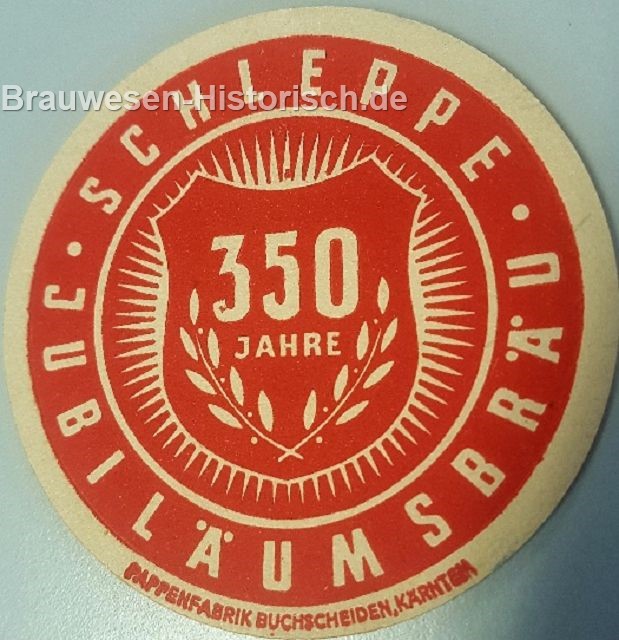 Brauwesen-Historisch.de
SCHLEPPE
350
JAHRE
JUBILÄUMSBRÄU
PAPPENFABRIK BUCHSCHEIDEN, KÄRNTEN